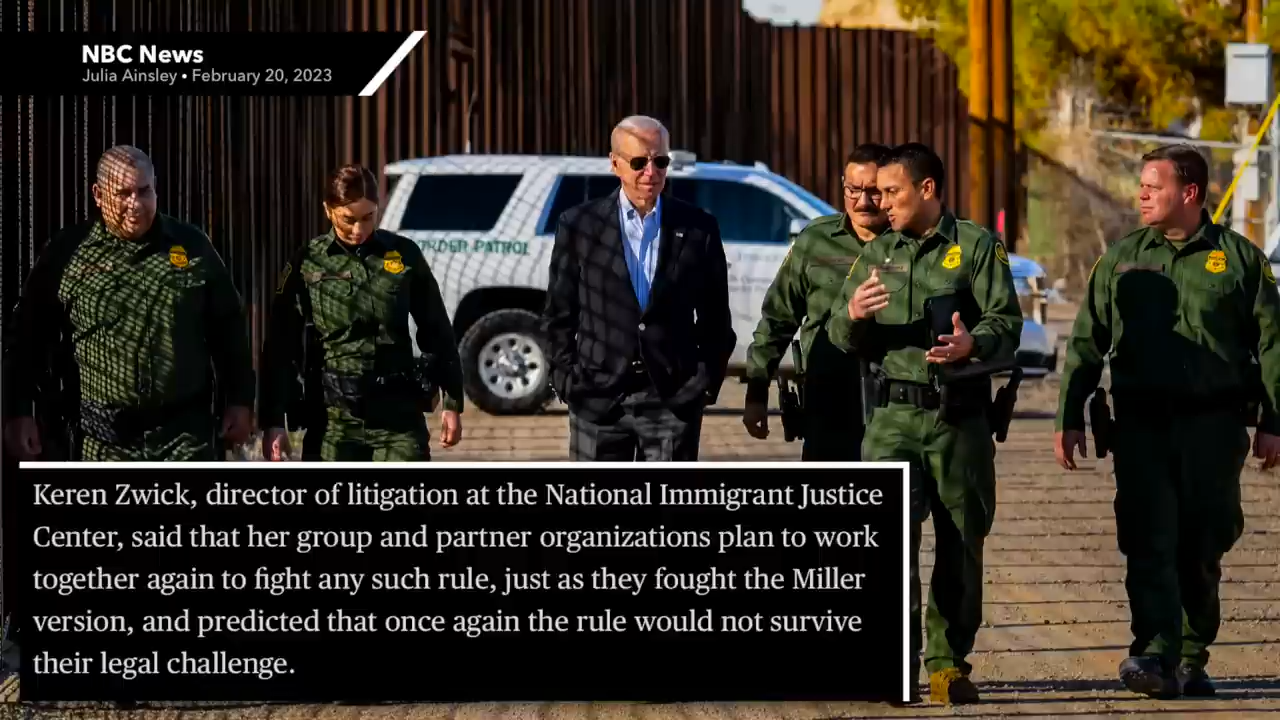 NBC News
Julia Ainsley • February 20, 2023
ORDER PATROL
Keren Zwick, director of litigation at the National Immigrant Justice
Center, said that her group and partner organizations plan to work
together again to fight any such rule, just as they fought the Miller
version, and predicted that once again the rule would not survive
their legal challenge.